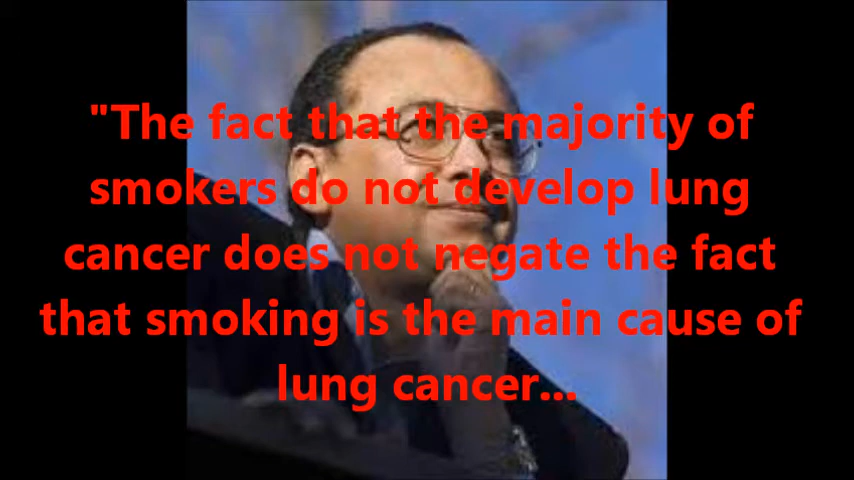 "The fact that the majority of
smokers do not develop lung
cancer does not negate the fact
that smoking is the main cause of
lung cancer...